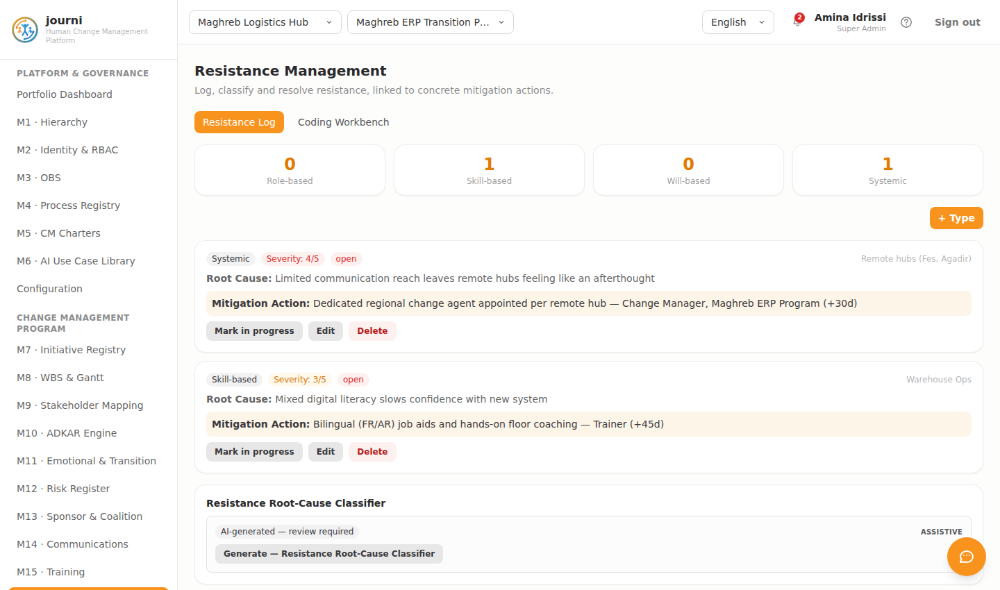 journi
Human Change Management
Platform
Maghreb Logistics Hub
Maghreb ERP Transition P...
English
2
Amina Idrissi
Super Admin
Sign out
PLATFORM & GOVERNANCE
Portfolio Dashboard
M1 · Hierarchy
M2 · Identity & RBAC
M3 · OBS
M4 · Process Registry
M5 · CM Charters
M6 · AI Use Case Library
Configuration
CHANGE MANAGEMENT
PROGRAM
M7 · Initiative Registry
M8 · WBS & Gantt
M9 · Stakeholder Mapping
M10 · ADKAR Engine
M11 · Emotional & Transition
M12 · Risk Register
M13 · Sponsor & Coalition
M14 · Communications
M15 · Training
Resistance Management
Log, classify and resolve resistance, linked to concrete mitigation actions.
Resistance Log
Coding Workbench
0
Role-based
1
Skill-based
0
Will-based
1
Systemic
+ Type
Systemic
Severity: 4/5
open
Remote hubs (Fes, Agadir)
Root Cause: Limited communication reach leaves remote hubs feeling like an afterthought
Mitigation Action: Dedicated regional change agent appointed per remote hub — Change Manager, Maghreb ERP Program (+30d)
Mark in progress
Edit
Delete
Skill-based
Severity: 3/5
open
Warehouse Ops
Root Cause: Mixed digital literacy slows confidence with new system
Mitigation Action: Bilingual (FR/AR) job aids and hands-on floor coaching — Trainer (+45d)
Mark in progress
Edit
Delete
Resistance Root-Cause Classifier
AI-generated — review required
ASSISTIVE
Generate — Resistance Root-Cause Classifier